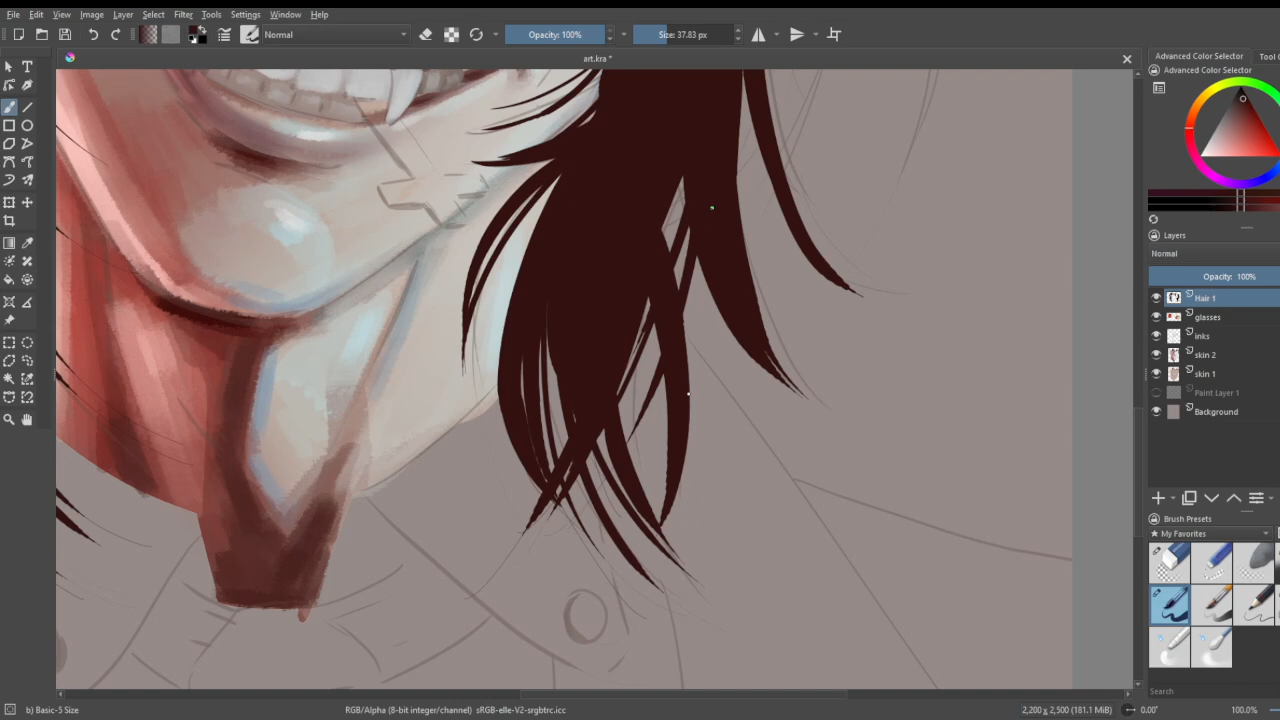 File Edit View Image Layer Select Filter Tools Settings Window Help
Normal Opacity: 100% Size: 37.83 px
art.kra *
Advanced Color Selector Tool
Advanced Color Selector
Layers
Normal
Opacity: 100%
Hair 1
glasses
inks
skin 2
skin 1
Paint Layer 1
Background
Brush Presets
★ My Favorites
Search
b) Basic-5 Size RGB/Alpha (8-bit integer/channel) sRGB-elle-V2-srgbtrc.icc 2,200 x 2,500 (181.1 MiB) 0.00° 100.0%